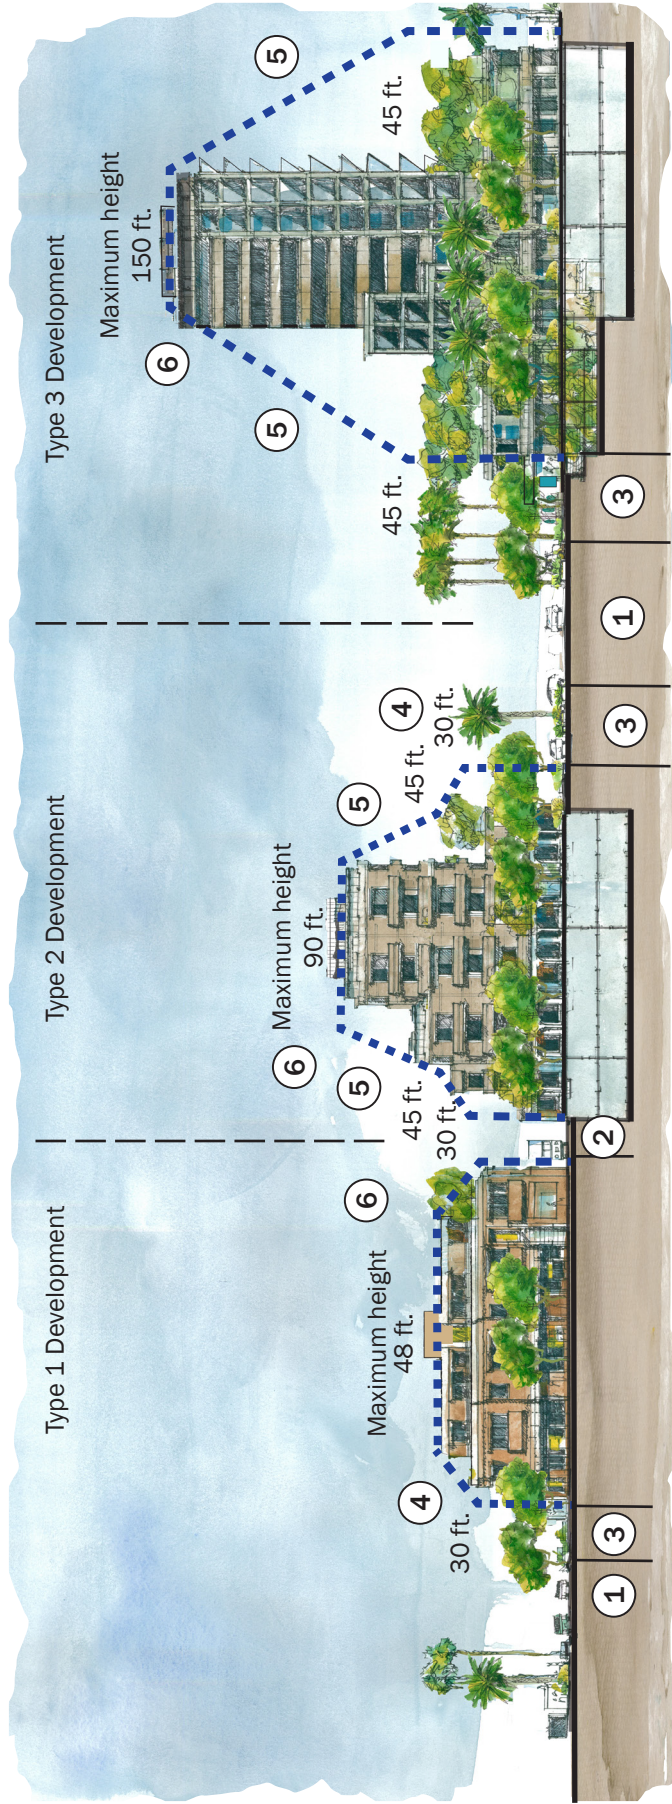 Type 1 Development
6
Maximum height
48 ft.
4
30 ft.
1
3
2
Type 2 Development
Maximum height
90 ft.
6
5
5
45 ft.
45 ft.
4
30 ft.
30 ft.
3
1
Type 3 Development
Maximum height
150 ft.
6
5
5
45 ft.
45 ft.
3